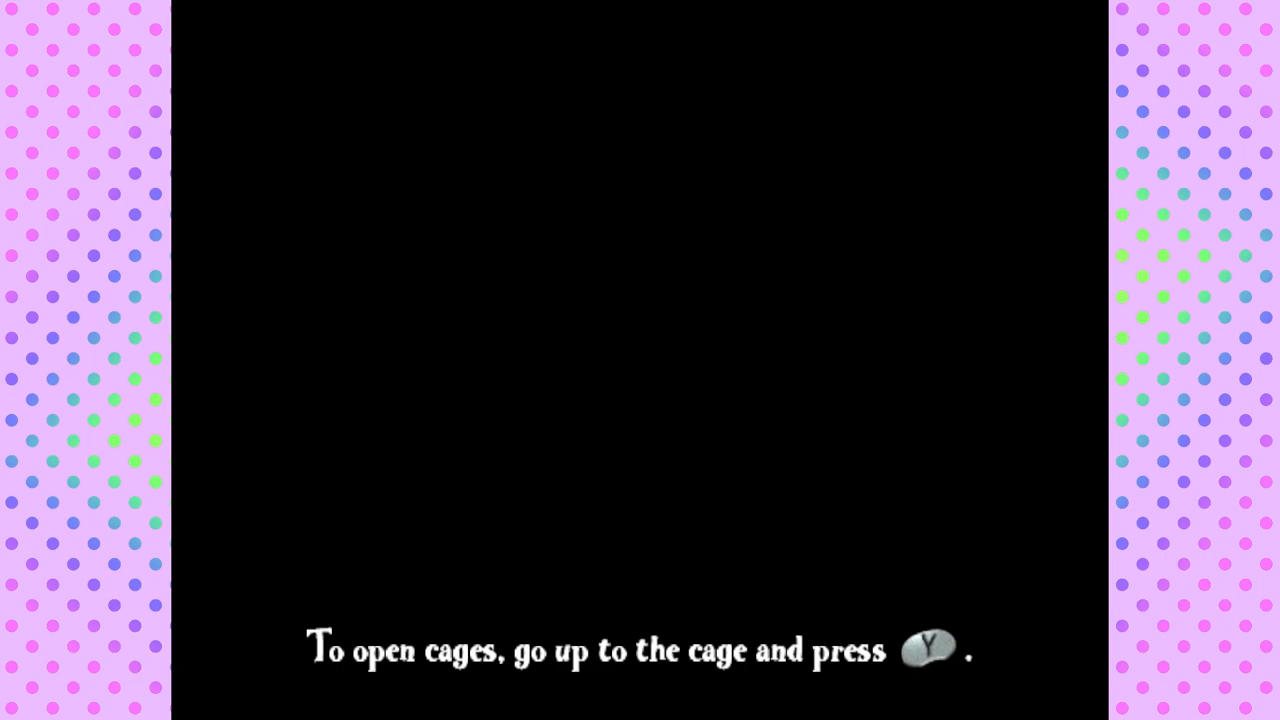 To open cages, go up to the cage and press Y .